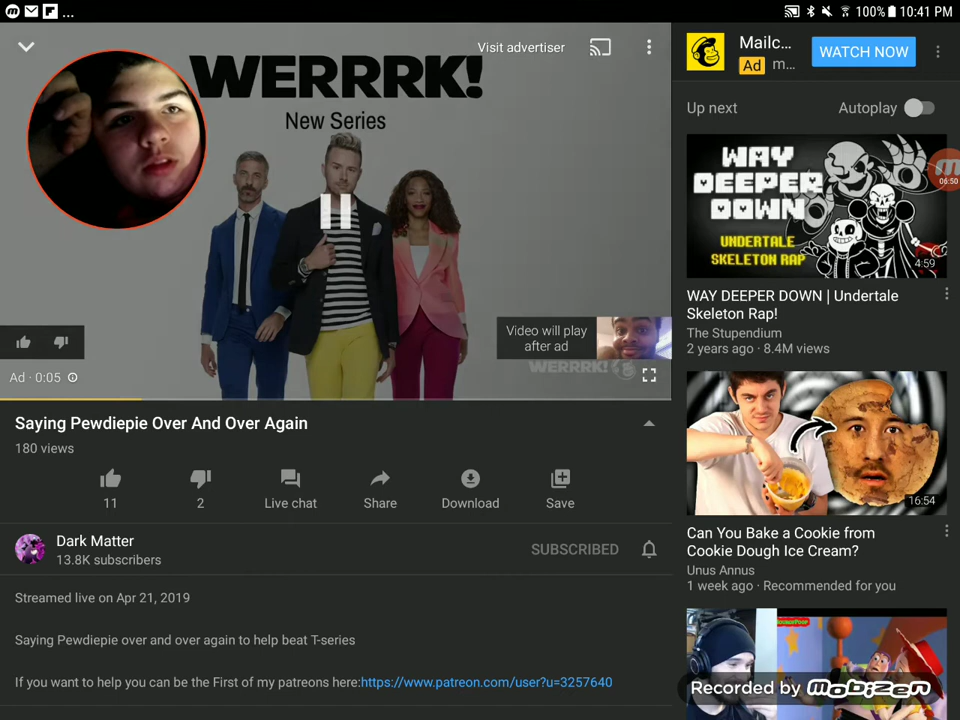 ... 100% 10:41 PM
WERRRK!
New Series
Visit advertiser
Video will play
after ad
WERRRK!
Ad · 0:05
Saying Pewdiepie Over And Over Again
180 views
11
2
Live chat
Share
Download
Save
Dark Matter
13.8K subscribers
SUBSCRIBED
Streamed live on Apr 21, 2019
Saying Pewdiepie over and over again to help beat T-series
If you want to help you can be the First of my patreons here:https://www.patreon.com/user?u=3257640
Mailc...
Ad m...
WATCH NOW
Up next
Autoplay
06:50
WAY
DEEPER
DOWN
UNDERTALE
SKELETON RAP
4:59
WAY DEEPER DOWN | Undertale
Skeleton Rap!
The Stupendium
2 years ago · 8.4M views
16:54
Can You Bake a Cookie from
Cookie Dough Ice Cream?
Unus Annus
1 week ago · Recommended for you
Recorded by Mobizen